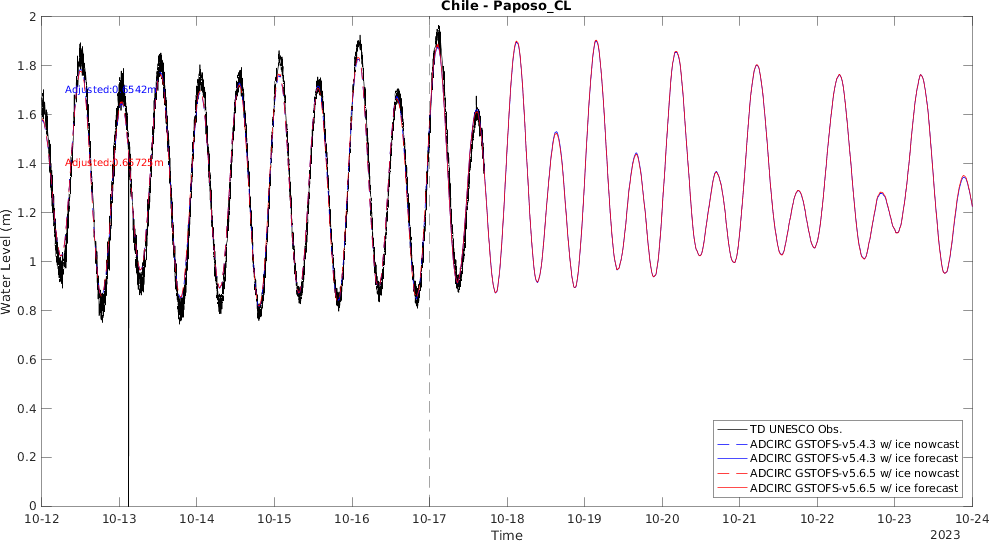 Chile - Paposo_CL
2
1.8
1.6
1.4
1.2
1
0.8
0.6
0.4
0.2
0
Water Level (m)
Adjusted:0.6542m
Adjusted:0.65725m
TD UNESCO Obs.
ADCIRC GSTOFS-v5.4.3 w/ ice nowcast
ADCIRC GSTOFS-v5.4.3 w/ ice forecast
ADCIRC GSTOFS-v5.6.5 w/ ice nowcast
ADCIRC GSTOFS-v5.6.5 w/ ice forecast
10-12 10-13 10-14 10-15 10-16 10-17 10-18 10-19 10-20 10-21 10-22 10-23 10-24
Time
2023